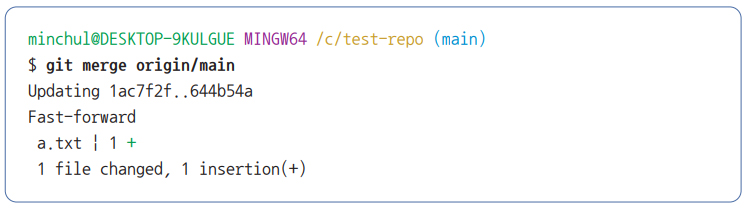 minchul@DESKTOP-9KULGUE MINGW64 /c/test-repo (main)
$ git merge origin/main
Updating 1ac7f2f..644b54a
Fast-forward
 a.txt ¦ 1 +
 1 file changed, 1 insertion(+)